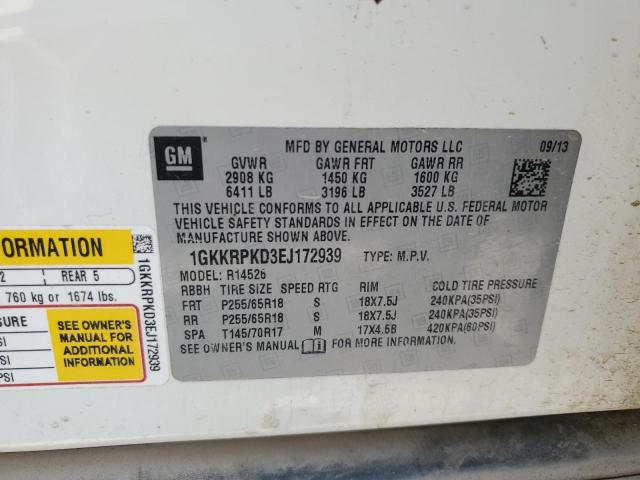 GM
MFD BY GENERAL MOTORS LLC 09/13
GVWR GAWR FRT GAWR RR
2908 KG 1450 KG 1600 KG
6411 LB 3196 LB 3527 LB
THIS VEHICLE CONFORMS TO ALL APPLICABLE U.S. FEDERAL MOTOR
VEHICLE SAFETY STANDARDS IN EFFECT ON THE DATE OF
MANUFACTURE SHOWN ABOVE.
1GKKRPKD3EJ172939 TYPE: M.P.V.
MODEL: R14526
RBBH TIRE SIZE SPEED RTG RIM COLD TIRE PRESSURE
FRT P255/65R18 S 18X7.5J 240KPA(35PSI)
RR P255/65R18 S 18X7.5J 240KPA(35PSI)
SPA T145/70R17 M 17X4.5B 420KPA(60PSI)
SEE OWNER'S MANUAL FOR MORE INFORMATION.
FORMATION
2 REAR 5
760 kg or 1674 lbs.
SURE
SI
SI
PSI
SEE OWNER'S
MANUAL FOR
ADDITIONAL
INFORMATION
1GKKRPKD3EJ172939